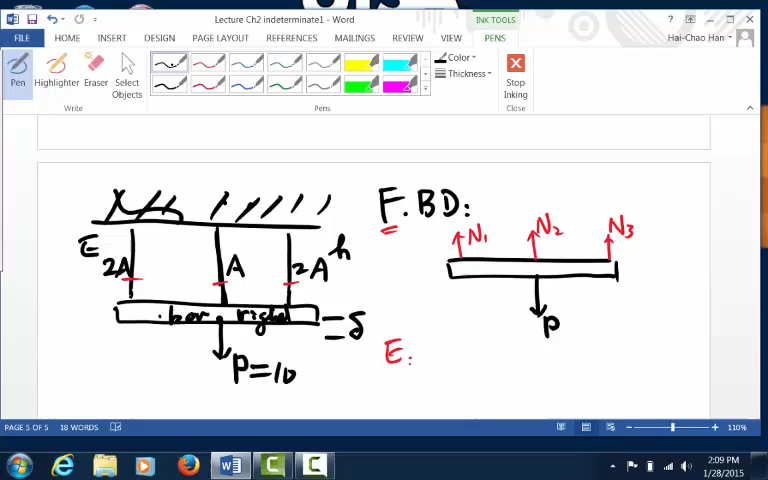 Lecture Ch2 indeterminate1 - Word
INK TOOLS
FILE HOME INSERT DESIGN PAGE LAYOUT REFERENCES MAILINGS REVIEW VIEW PENS
Hai-Chao Han
Pen Highlighter Eraser Select Objects
Color
Thickness
Stop Inking
Write Pens Close
F.BD:
E 2A A 2A h
N1 N2 N3
bar rigid
δ
P=10
P
E:
PAGE 5 OF 5 18 WORDS
110%
2:09 PM
1/28/2015